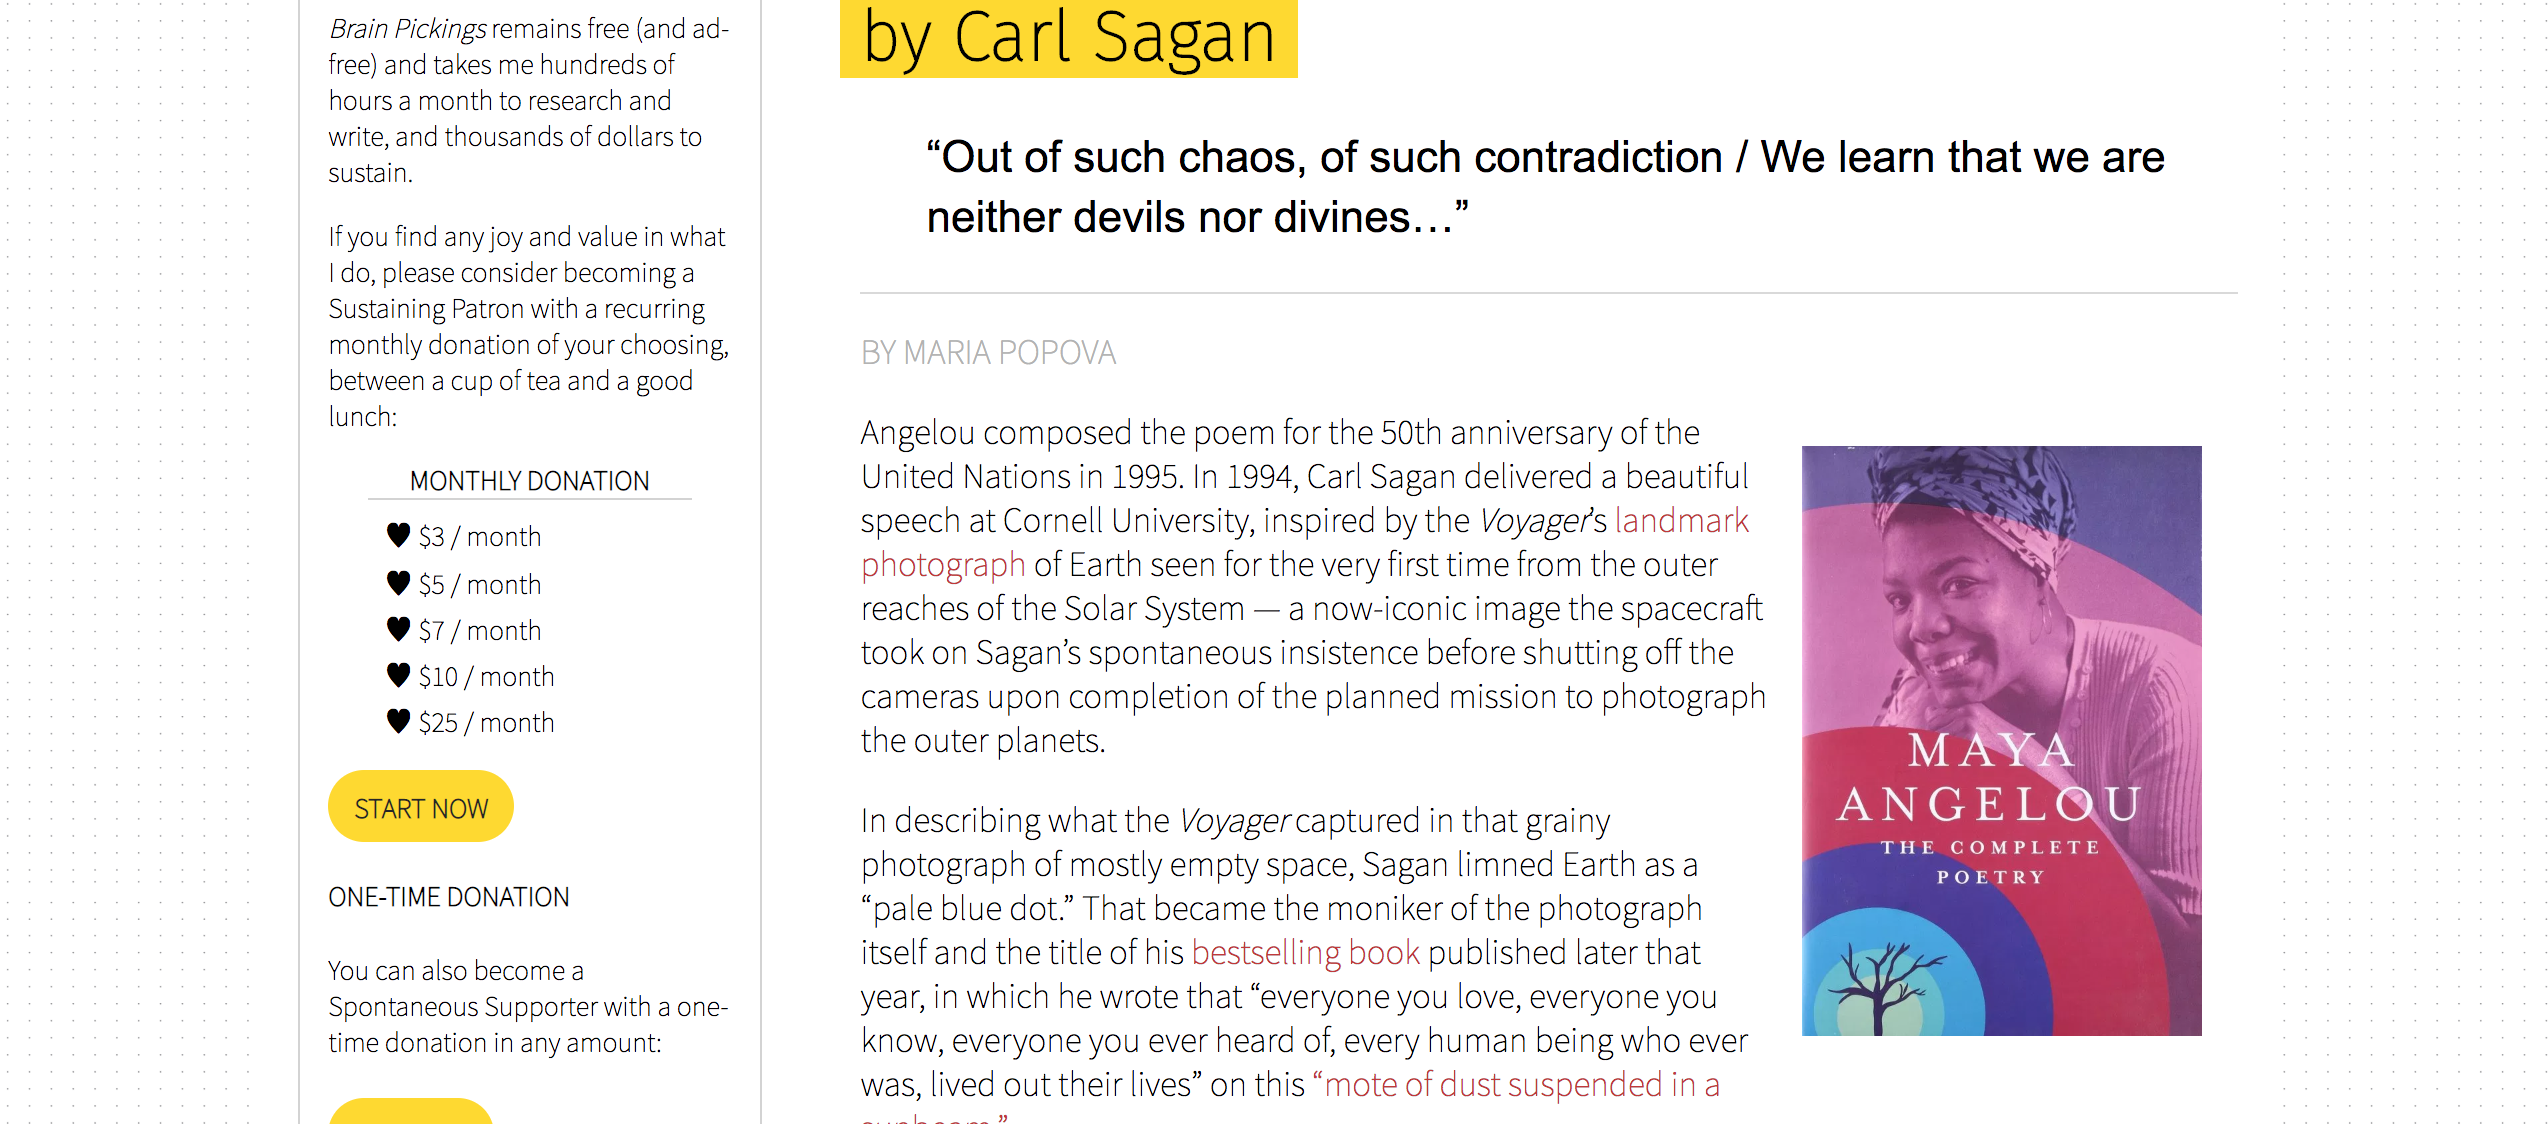 Brain Pickings remains free (and ad-
free) and takes me hundreds of
hours a month to research and
write, and thousands of dollars to
sustain.
If you find any joy and value in what
I do, please consider becoming a
Sustaining Patron with a recurring
monthly donation of your choosing,
between a cup of tea and a good
lunch:
MONTHLY DONATION
♥ $3 / month
♥ $5 / month
♥ $7 / month
♥ $10 / month
♥ $25 / month
START NOW
ONE-TIME DONATION
You can also become a
Spontaneous Supporter with a one-
time donation in any amount:
by Carl Sagan
“Out of such chaos, of such contradiction / We learn that we are
neither devils nor divines…”
BY MARIA POPOVA
Angelou composed the poem for the 50th anniversary of the
United Nations in 1995. In 1994, Carl Sagan delivered a beautiful
speech at Cornell University, inspired by the Voyager’s landmark
photograph of Earth seen for the very first time from the outer
reaches of the Solar System — a now-iconic image the spacecraft
took on Sagan’s spontaneous insistence before shutting off the
cameras upon completion of the planned mission to photograph
the outer planets.
In describing what the Voyager captured in that grainy
photograph of mostly empty space, Sagan limned Earth as a
“pale blue dot.” That became the moniker of the photograph
itself and the title of his bestselling book published later that
year, in which he wrote that “everyone you love, everyone you
know, everyone you ever heard of, every human being who ever
was, lived out their lives” on this “mote of dust suspended in a
MAYA
ANGELOU
THE COMPLETE
POETRY